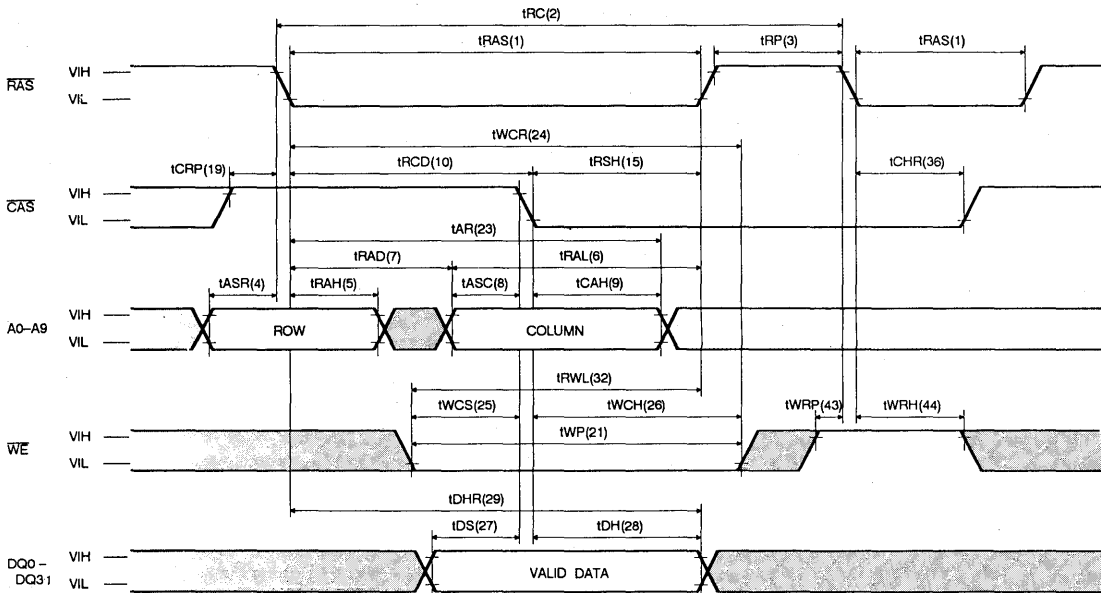 tRC(2)
tRAS(1) tRP(3) tRAS(1)
RAS VIH
VIL
tWCR(24)
tCRP(19) tRCD(10) tRSH(15) tCHR(36)
CAS VIH
VIL
tAR(23)
tRAD(7) tRAL(6)
tASR(4) tRAH(5) tASC(8) tCAH(9)
A0-A9 VIH
VIL
ROW COLUMN
tRWL(32)
tWCS(25) tWCH(26) tWRP(43) tWRH(44)
tWP(21)
WE VIH
VIL
tDHR(29)
tDS(27) tDH(28)
DQ0 -
DQ31
VIH
VIL
VALID DATA